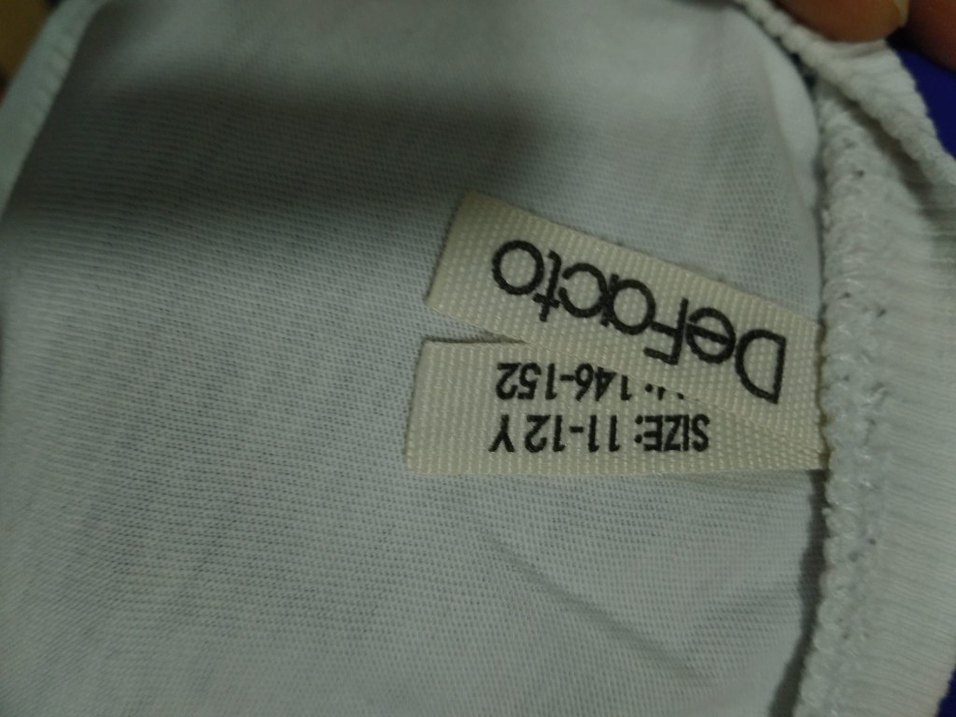 DeFacto
SIZE: 11-12 Y
146-152